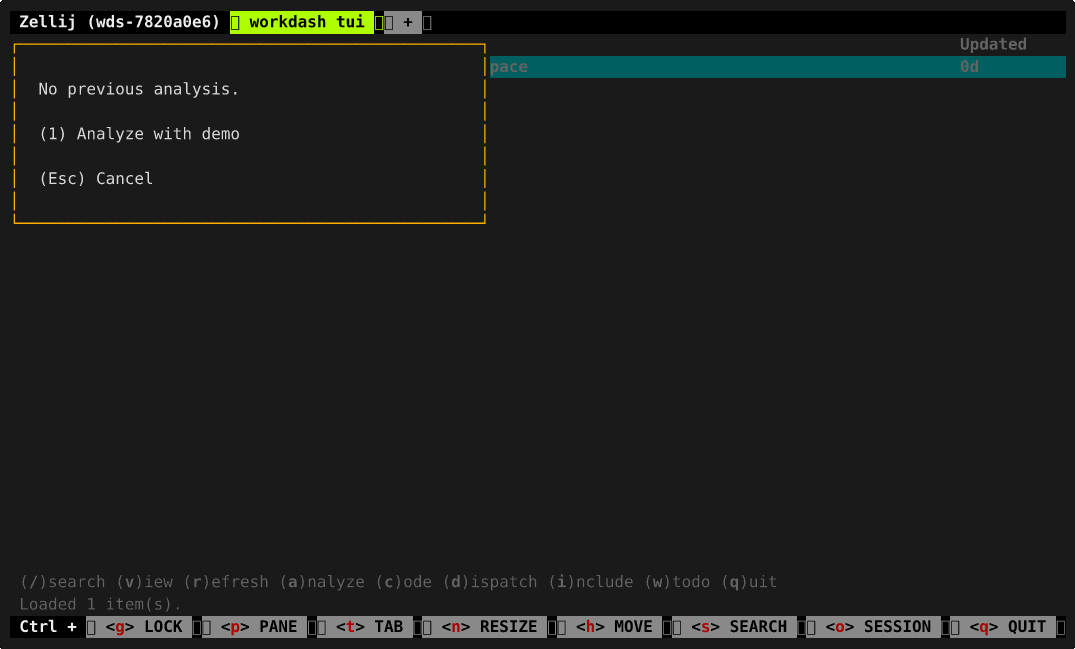 Zellij (wds-7820a0e6) workdash tui +
Updated
pace 0d
No previous analysis.
(1) Analyze with demo
(Esc) Cancel
(/)search (v)iew (r)efresh (a)nalyze (c)ode (d)ispatch (i)nclude (w)todo (q)uit
Loaded 1 item(s).
Ctrl + <g> LOCK <p> PANE <t> TAB <n> RESIZE <h> MOVE <s> SEARCH <o> SESSION <q> QUIT